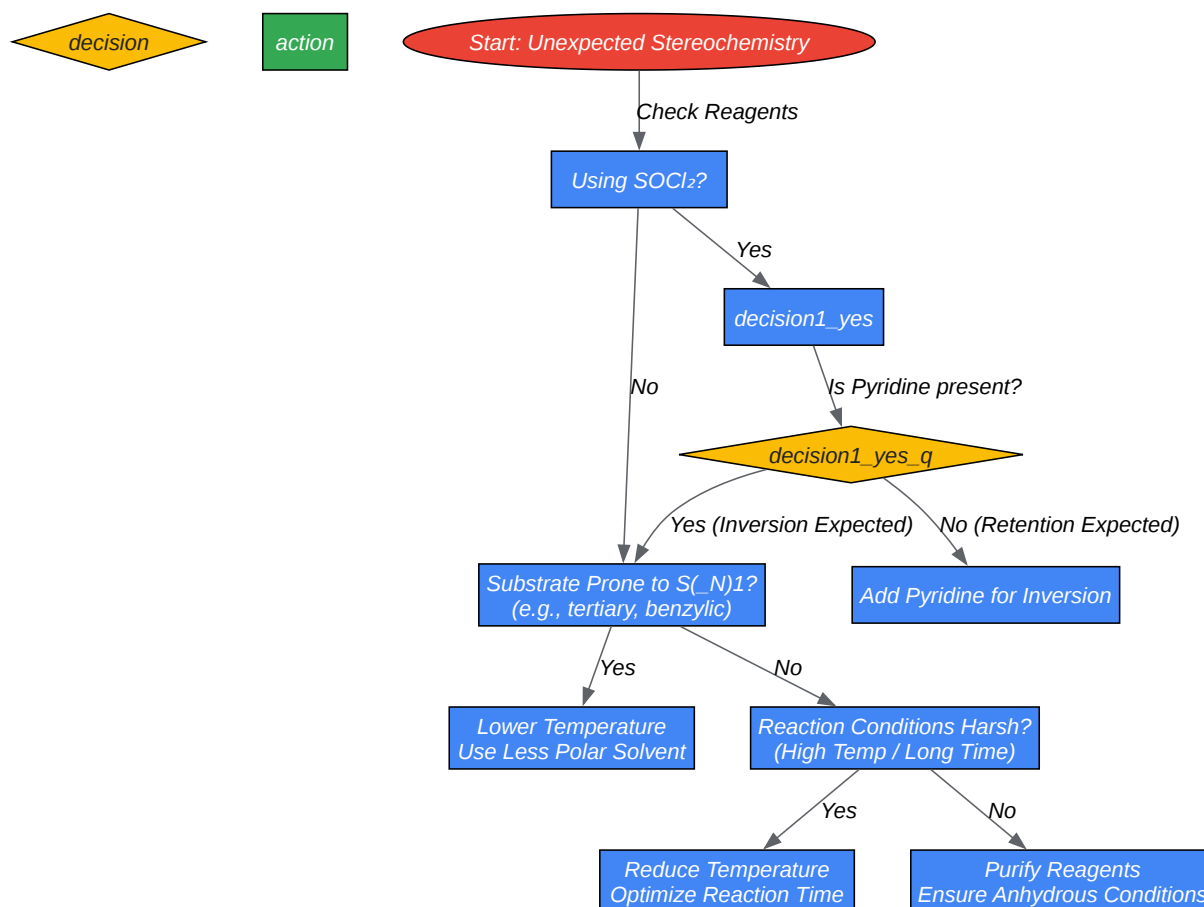 decision
action
Start: Unexpected Stereochemistry
Check Reagents
Using SOCl₂?
Yes
decision1_yes
No
Is Pyridine present?
decision1_yes_q
Yes (Inversion Expected)
No (Retention Expected)
Substrate Prone to S(_N)1?
(e.g., tertiary, benzylic)
Add Pyridine for Inversion
Yes
No
Lower Temperature
Use Less Polar Solvent
Reaction Conditions Harsh?
(High Temp / Long Time)
Yes
No
Reduce Temperature
Optimize Reaction Time
Purify Reagents
Ensure Anhydrous Conditions